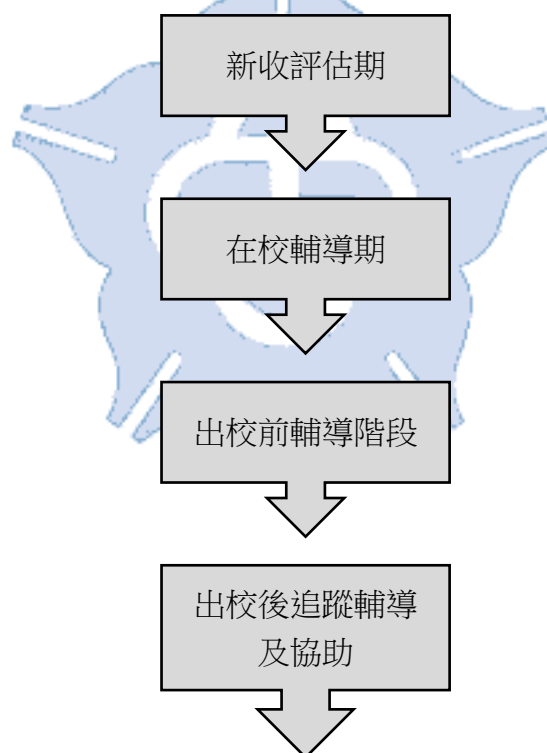 新收評估期
在校輔導期
出校前輔導階段
出校後追蹤輔導
及協助